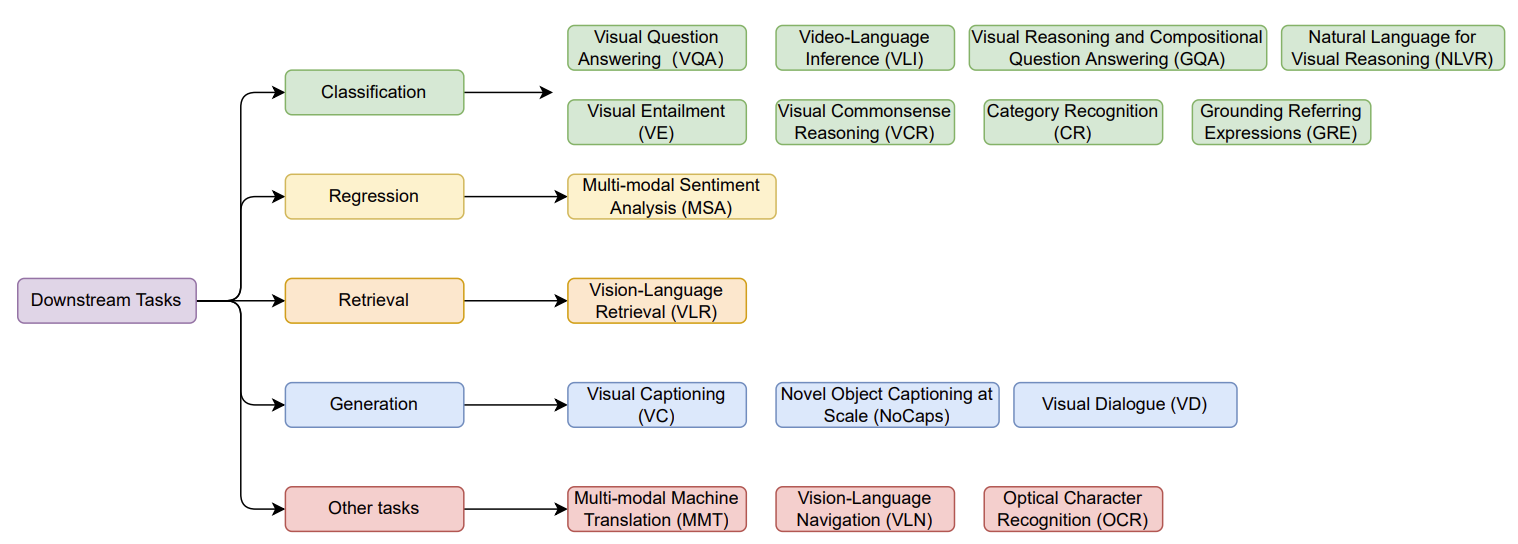 Visual Question
Answering (VQA)
Video-Language
Inference (VLI)
Visual Reasoning and Compositional
Question Answering (GQA)
Natural Language for
Visual Reasoning (NLVR)
Classification
Visual Entailment
(VE)
Visual Commonsense
Reasoning (VCR)
Category Recognition
(CR)
Grounding Referring
Expressions (GRE)
Regression
Multi-modal Sentiment
Analysis (MSA)
Downstream Tasks
Retrieval
Vision-Language
Retrieval (VLR)
Generation
Visual Captioning
(VC)
Novel Object Captioning at
Scale (NoCaps)
Visual Dialogue (VD)
Other tasks
Multi-modal Machine
Translation (MMT)
Vision-Language
Navigation (VLN)
Optical Character
Recognition (OCR)